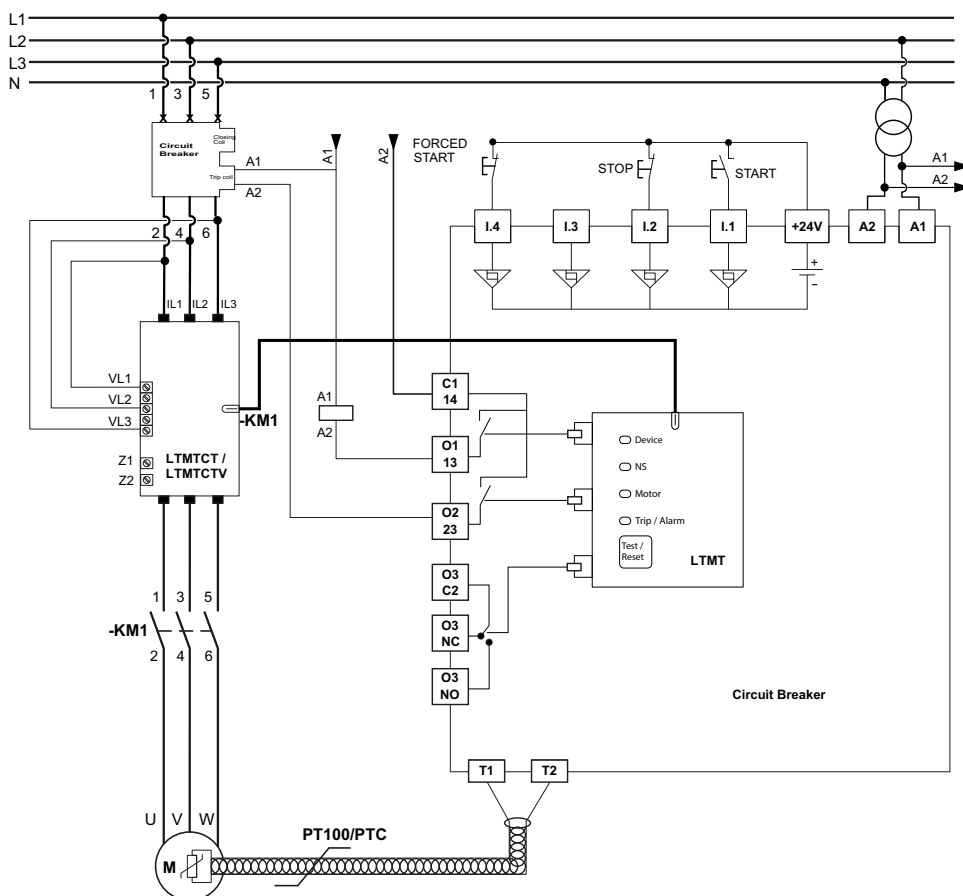 L1
L2
L3
N
1 3 5
Circuit Breaker
Closing Coil
Trip coil
A1
A2
A1
A2
FORCED START
STOP
START
A1
A2
I.4
I.3
I.2
I.1
+24V
A2
A1
+
−
2 4 6
IL1 IL2 IL3
VL1
VL2
VL3
Z1
Z2
-KM1
LTMTCT / LTMTCTV
A1
A2
C1 14
O1 13
O2 23
O3 C2
O3 NC
O3 NO
Device
NS
Motor
Trip / Alarm
Test / Reset
LTMT
Circuit Breaker
1 3 5
-KM1
2 4 6
T1
T2
U V W
M
PT100/PTC